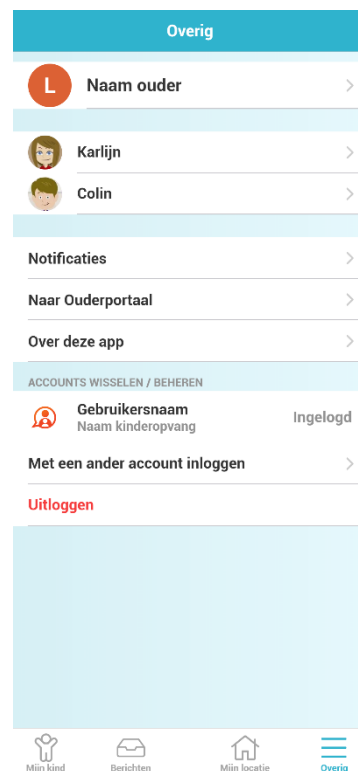 Overig
L
Naam ouder
Karlijn
Colin
Notificaties
Naar Ouderportaal
Over deze app
ACCOUNTS WISSELEN / BEHEREN
Gebruikersnaam
Naam kinderopvang
Ingelogd
Met een ander account inloggen
Uitloggen
Mijn kind
Berichten
Mijn locatie
Overig